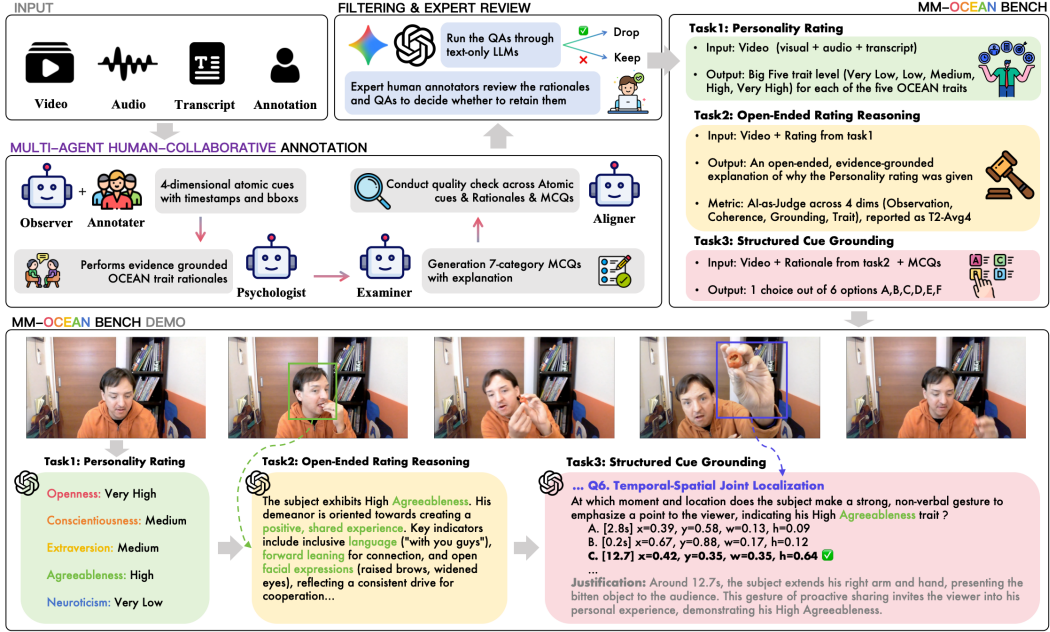 INPUT
Video
Audio
Transcript
Annotation
FILTERING & EXPERT REVIEW
Run the QAs through
text-only LLMs
Drop
Keep
Expert human annotators review the rationales
and QAs to decide whether to retain them
MULTI-AGENT HUMAN-COLLABORATIVE ANNOTATION
Observer
+
Annotater
4-dimensional atomic cues
with timestamps and bboxs
Performs evidence grounded
OCEAN trait rationales
Psychologist
Examiner
Generation 7-category MCQs
with explanation
Conduct quality check across Atomic
cues & Rationales & MCQs
Aligner
MM-OCEAN BENCH
Task1: Personality Rating
• Input: Video (visual + audio + transcript)
• Output: Big Five trait level (Very Low, Low, Medium,
High, Very High) for each of the five OCEAN traits
Task2: Open-Ended Rating Reasoning
• Input: Video + Rating from task1
• Output: An open-ended, evidence-grounded
explanation of why the Personality rating was given
• Metric: AI-as-Judge across 4 dims (Observation,
Coherence, Grounding, Trait), reported as T2-Avg4
Task3: Structured Cue Grounding
• Input: Video + Rationale from task2 + MCQs
• Output: 1 choice out of 6 options A,B,C,D,E,F
A C
B D
MM-OCEAN BENCH DEMO
Task1: Personality Rating
Openness: Very High
Conscientiousness: Medium
Extraversion: Medium
Agreeableness: High
Neuroticism: Very Low
Task2: Open-Ended Rating Reasoning
The subject exhibits High Agreeableness. His
demeanor is oriented towards creating a
positive, shared experience. Key indicators
include inclusive language ("with you guys"),
forward leaning for connection, and open
facial expressions (raised brows, widened
eyes), reflecting a consistent drive for
cooperation...
Task3: Structured Cue Grounding
... Q6. Temporal-Spatial Joint Localization
At which moment and location does the subject make a strong, non-verbal gesture to
emphasize a point to the viewer, indicating his High Agreeableness trait ?
A. [2.8s] x=0.39, y=0.58, w=0.13, h=0.09
B. [0.2s] x=0.67, y=0.88, w=0.17, h=0.12
C. [12.7] x=0.42, y=0.35, w=0.35, h=0.64
...
Justification: Around 12.7s, the subject extends his right arm and hand, presenting the
bitten object to the audience. This gesture of proactive sharing invites the viewer into his
personal experience, demonstrating his High Agreeableness.